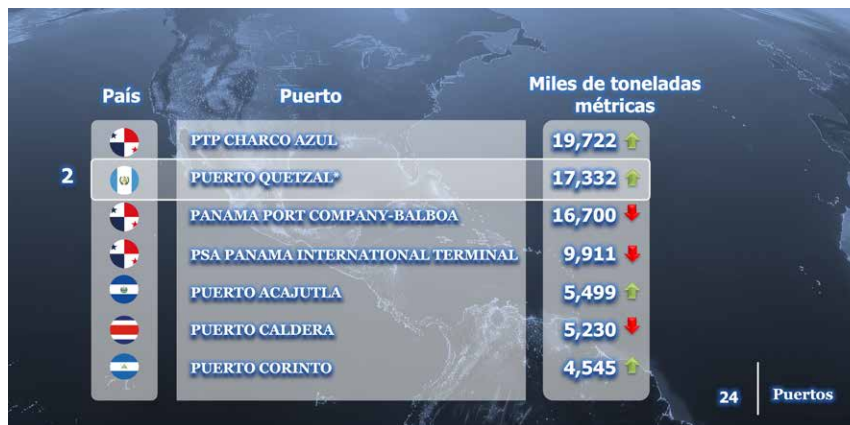 País Puerto Miles de toneladas
métricas
PTP CHARCO AZUL 19,722
2 PUERTO QUETZAL* 17,332
PANAMA PORT COMPANY-BALBOA 16,700
PSA PANAMA INTERNATIONAL TERMINAL 9,911
PUERTO ACAJUTLA 5,499
PUERTO CALDERA 5,230
PUERTO CORINTO 4,545
24 Puertos